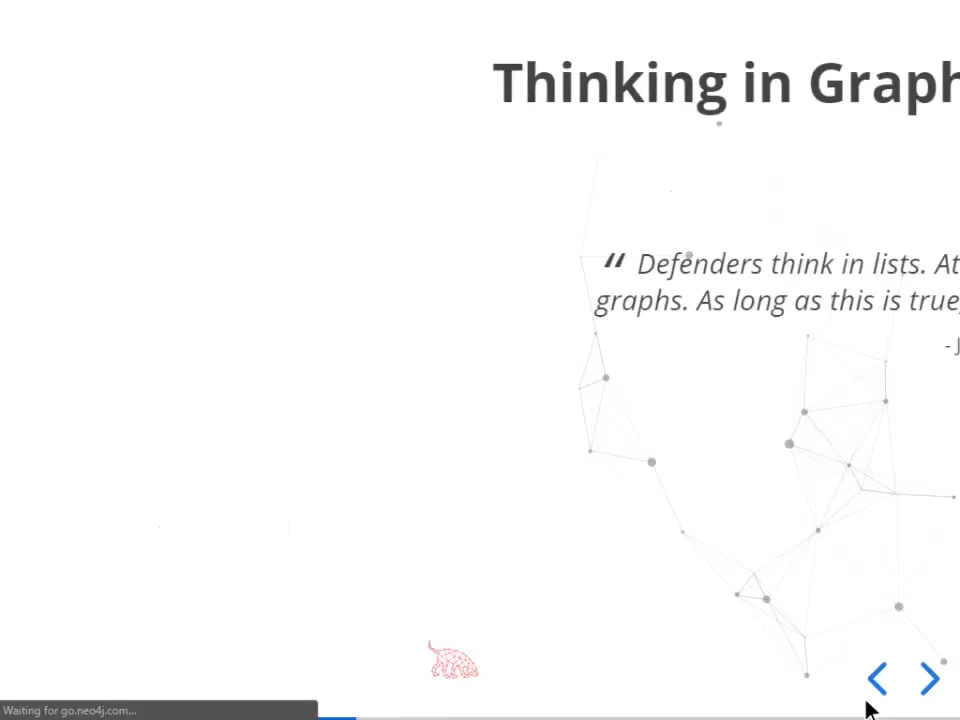 Thinking in Graph
“ Defenders think in lists. At
graphs. As long as this is true,
- J
Waiting for go.neo4j.com...